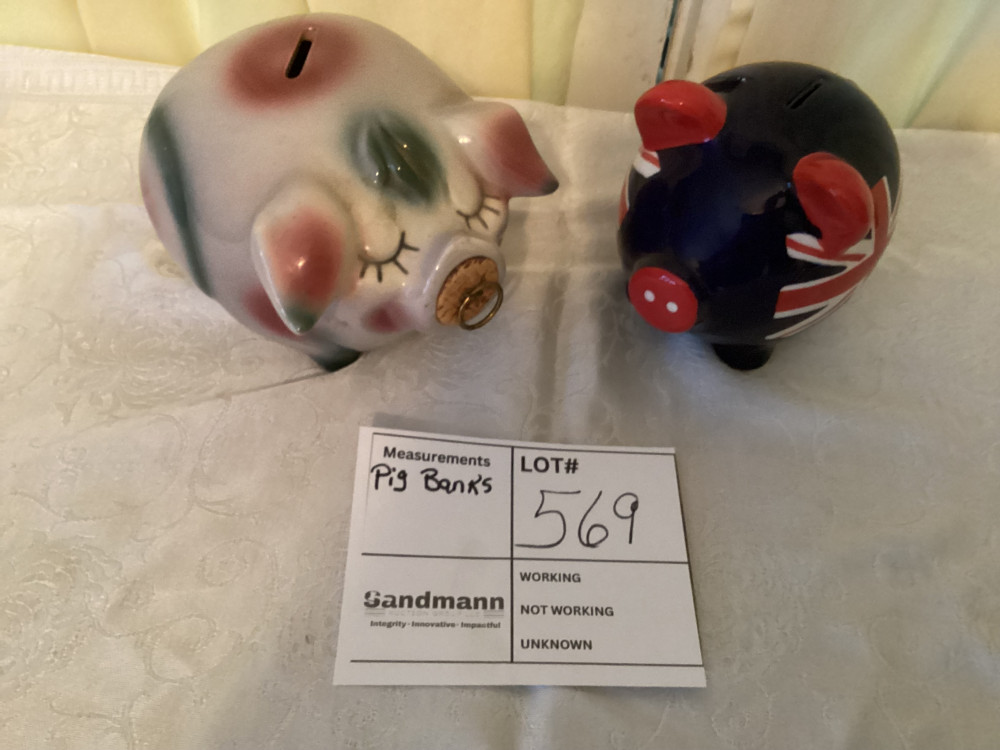 Measurements
Pig Banks
LOT#
569
Sandmann
Integrity - Innovative - Impactful
WORKING
NOT WORKING
UNKNOWN